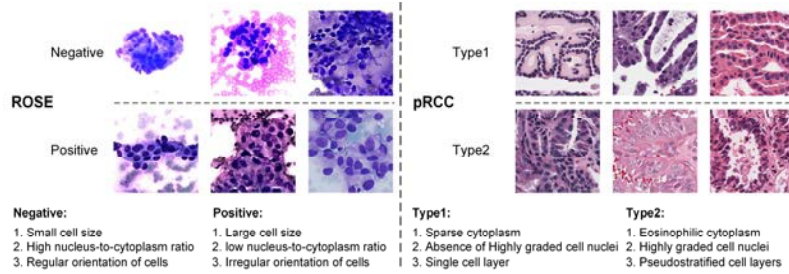 Negative
Type1
ROSE
pRCC
Positive
Type2
Negative:
1. Small cell size
2. High nucleus-to-cytoplasm ratio
3. Regular orientation of cells
Positive:
1. Large cell size
2. low nucleus-to-cytoplasm ratio
3. Irregular orientation of cells
Type1:
1. Sparse cytoplasm
2. Absence of Highly graded cell nuclei
3. Single cell layer
Type2:
1. Eosinophilic cytoplasm
2. Highly graded cell nuclei
3. Pseudostratified cell layers